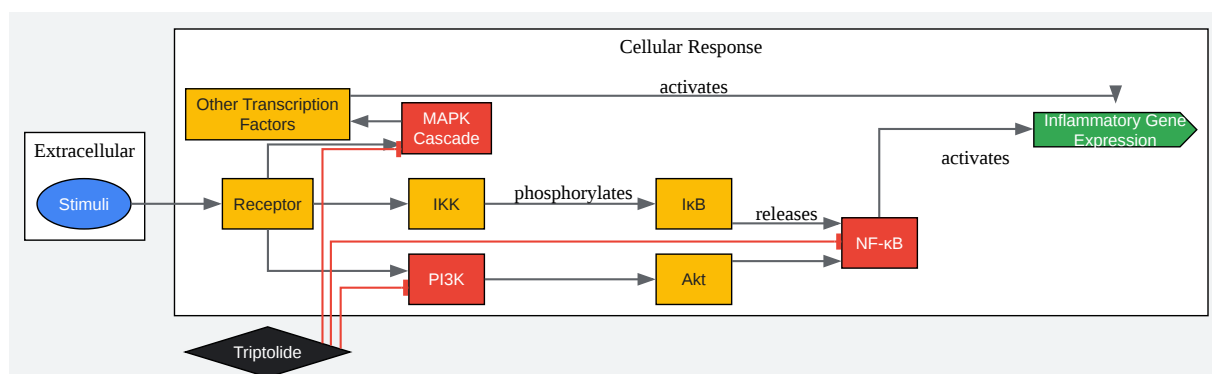 Cellular Response
activates
Other Transcription
Factors
MAPK
Cascade
Inflammatory Gene
Expression
Extracellular
activates
Stimuli
Receptor
IKK
phosphorylates
IκB
releases
NF-κB
PI3K
Akt
Triptolide